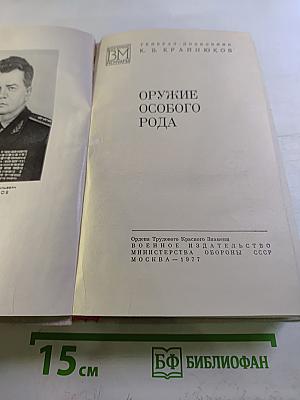 ВМ
ГЕНЕРАЛ-ПОЛКОВНИК
К. В. КРАЙНЮКОВ
ОРУЖИЕ
ОСОБОГО
РОДА
Ордена Трудового Красного Знамени
ВОЕННОЕ ИЗДАТЕЛЬСТВО
МИНИСТЕРСТВА ОБОРОНЫ СССР
МОСКВА — 1977
15 см
БФ БИБЛИОФАН